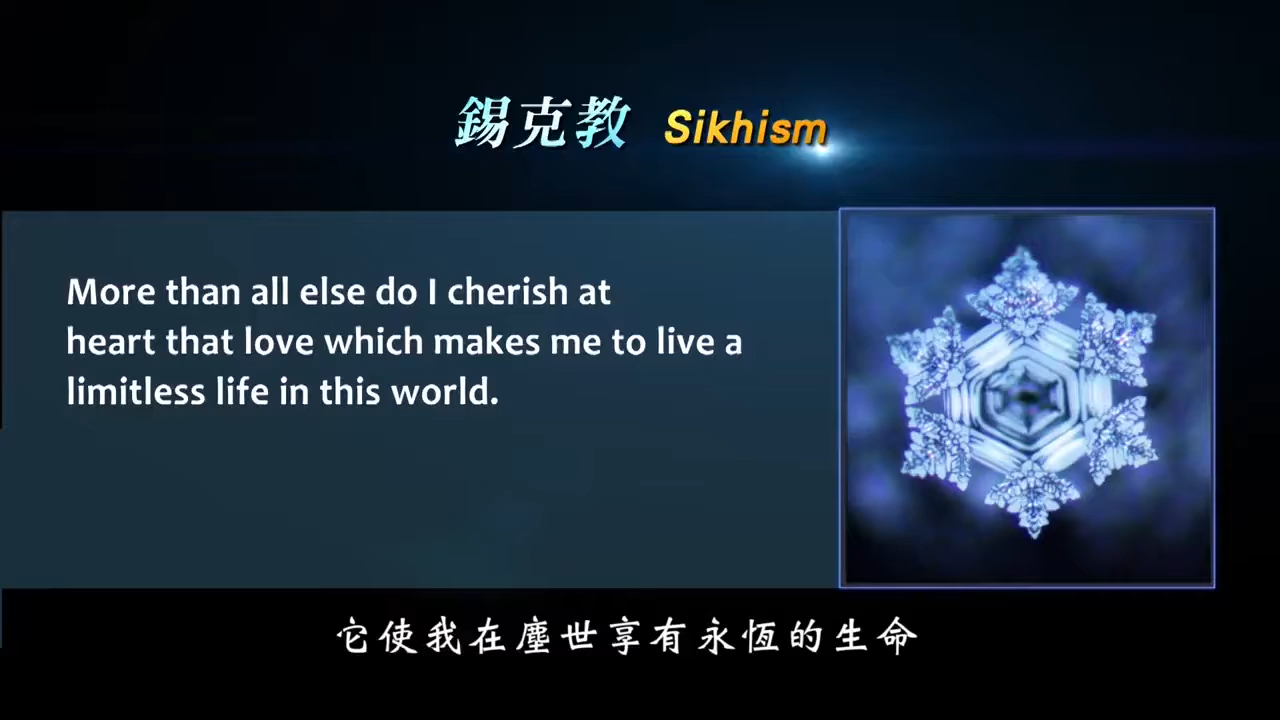 錫克教 Sikhism
More than all else do I cherish at
heart that love which makes me to live a
limitless life in this world.
它使我在塵世享有永恆的生命